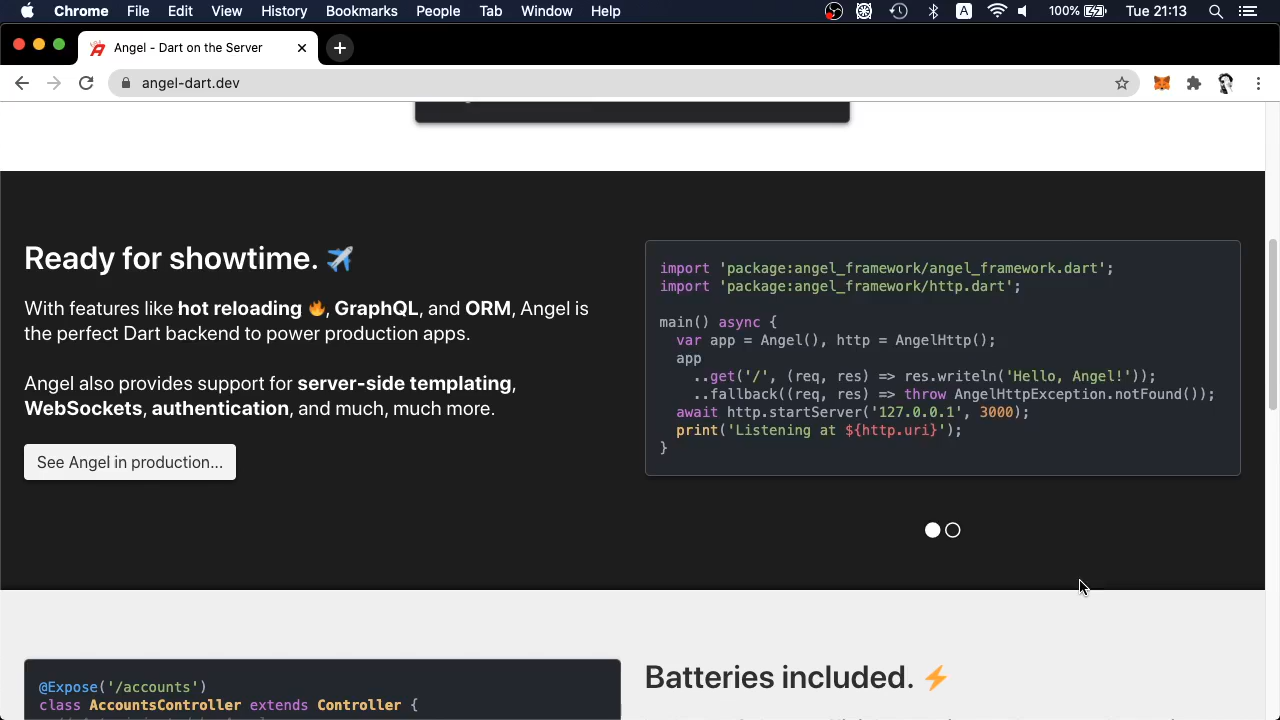 Chrome File Edit View History Bookmarks People Tab Window Help A 100% Tue 21:13
Angel - Dart on the Server
angel-dart.dev
Ready for showtime. ✈️
With features like hot reloading 🔥, GraphQL, and ORM, Angel is
the perfect Dart backend to power production apps.
Angel also provides support for server-side templating,
WebSockets, authentication, and much, much more.
See Angel in production...
import 'package:angel_framework/angel_framework.dart';
import 'package:angel_framework/http.dart';
main() async {
  var app = Angel(), http = AngelHttp();
  app
    ..get('/', (req, res) => res.writeln('Hello, Angel!'));
    ..fallback((req, res) => throw AngelHttpException.notFound());
  await http.startServer('127.0.0.1', 3000);
  print('Listening at ${http.uri}');
}
@Expose('/accounts')
class AccountsController extends Controller {
Batteries included. ⚡